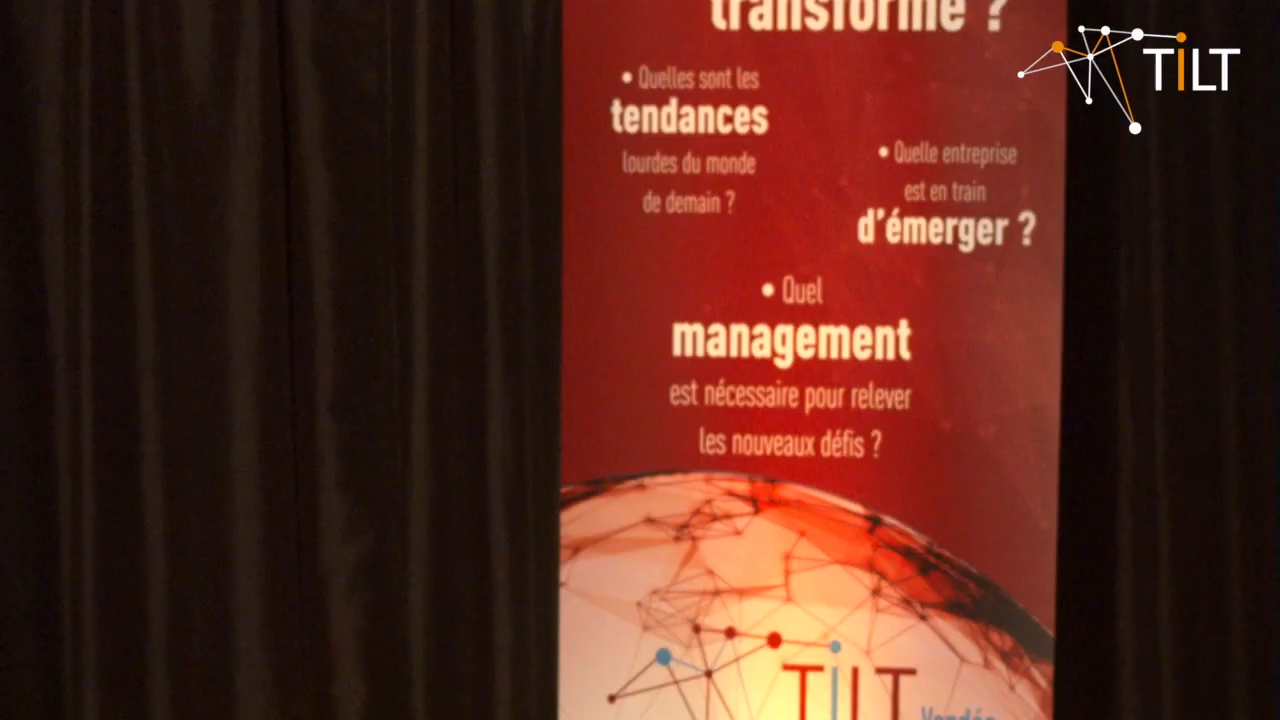 transforme ?
TiLT
• Quelles sont les
tendances
lourdes du monde
de demain ?
• Quelle entreprise
est en train
d'émerger ?
• Quel
management
est nécessaire pour relever
les nouveaux défis ?
TiLT
Vendée